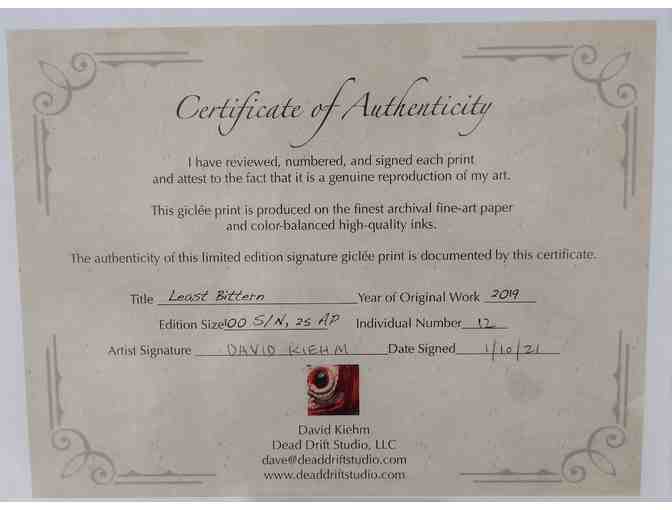 Certificate of Authenticity
I have reviewed, numbered, and signed each print
and attest to the fact that it is a genuine reproduction of my art.
This giclée print is produced on the finest archival fine-art paper
and color-balanced high-quality inks.
The authenticity of this limited edition signature giclée print is documented by this certificate.
Title Least Bittern Year of Original Work 2019
Edition Size 100 S/N, 25 AP Individual Number 12
Artist Signature DAVID KIEHM Date Signed 1/10/21
David Kiehm
Dead Drift Studio, LLC
dave@deaddriftstudio.com
www.deaddriftstudio.com